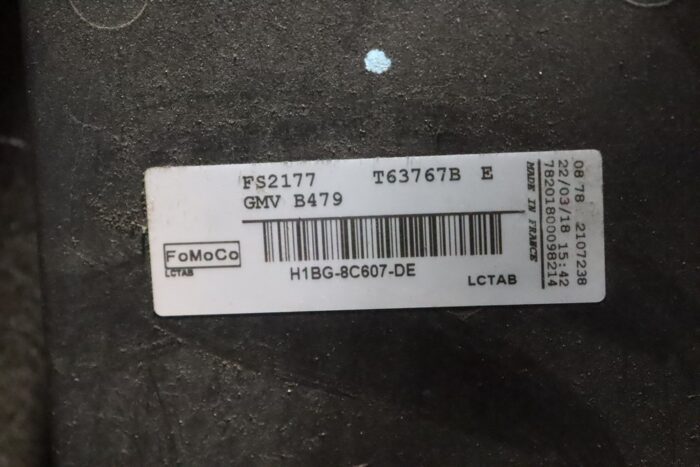 FS2177 T63767B E
GMV B479
FoMoCo
LCTAB
H1BG-8C607-DE
LCTAB
08 78 2107238
22/03/18 15:42
78201800098214
MADE IN FRANCE